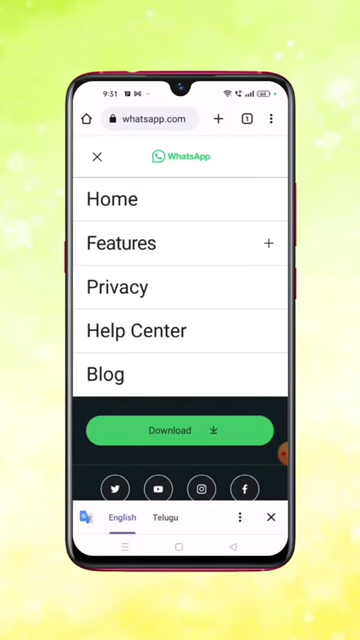 9:31
whatsapp.com
1
WhatsApp
Home
Features
Privacy
Help Center
Blog
Download
English Telugu